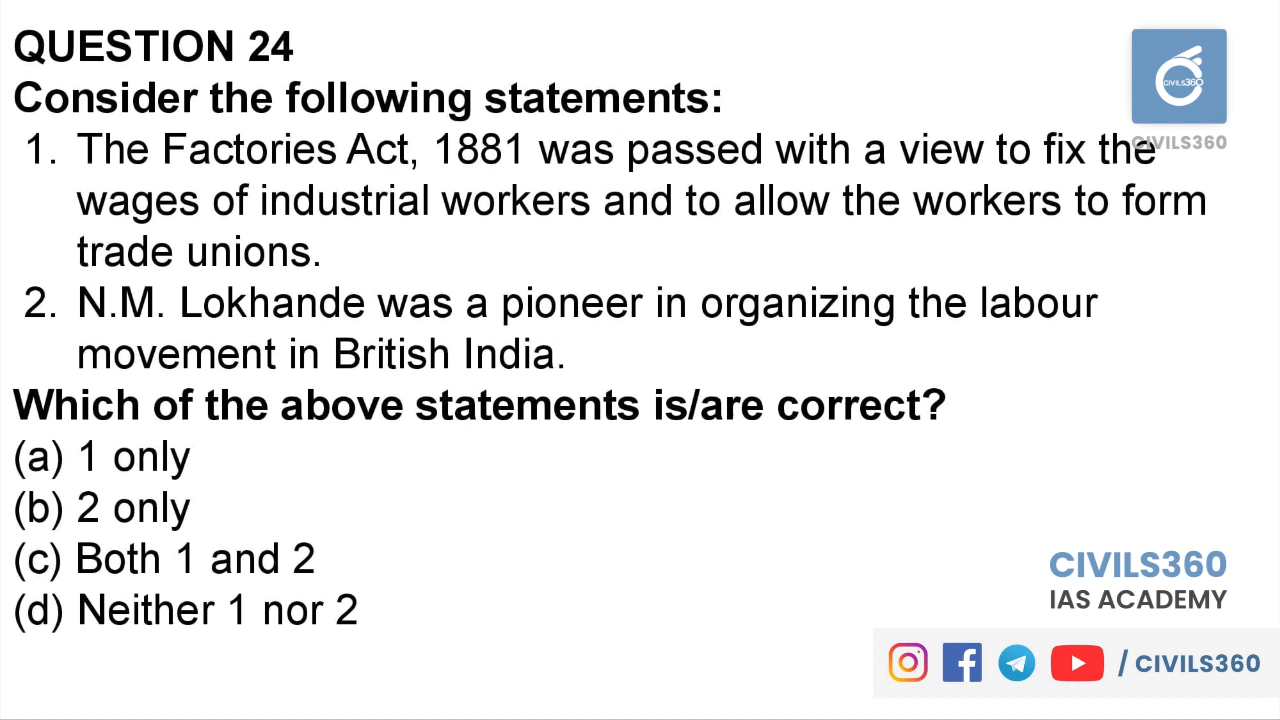 QUESTION 24
Consider the following statements:
1. The Factories Act, 1881 was passed with a view to fix the
wages of industrial workers and to allow the workers to form
trade unions.
2. N.M. Lokhande was a pioneer in organizing the labour
movement in British India.
Which of the above statements is/are correct?
(a) 1 only
(b) 2 only
(c) Both 1 and 2
(d) Neither 1 nor 2
CIVILS360
CIVILS360
CIVILS360
IAS ACADEMY
/ CIVILS360